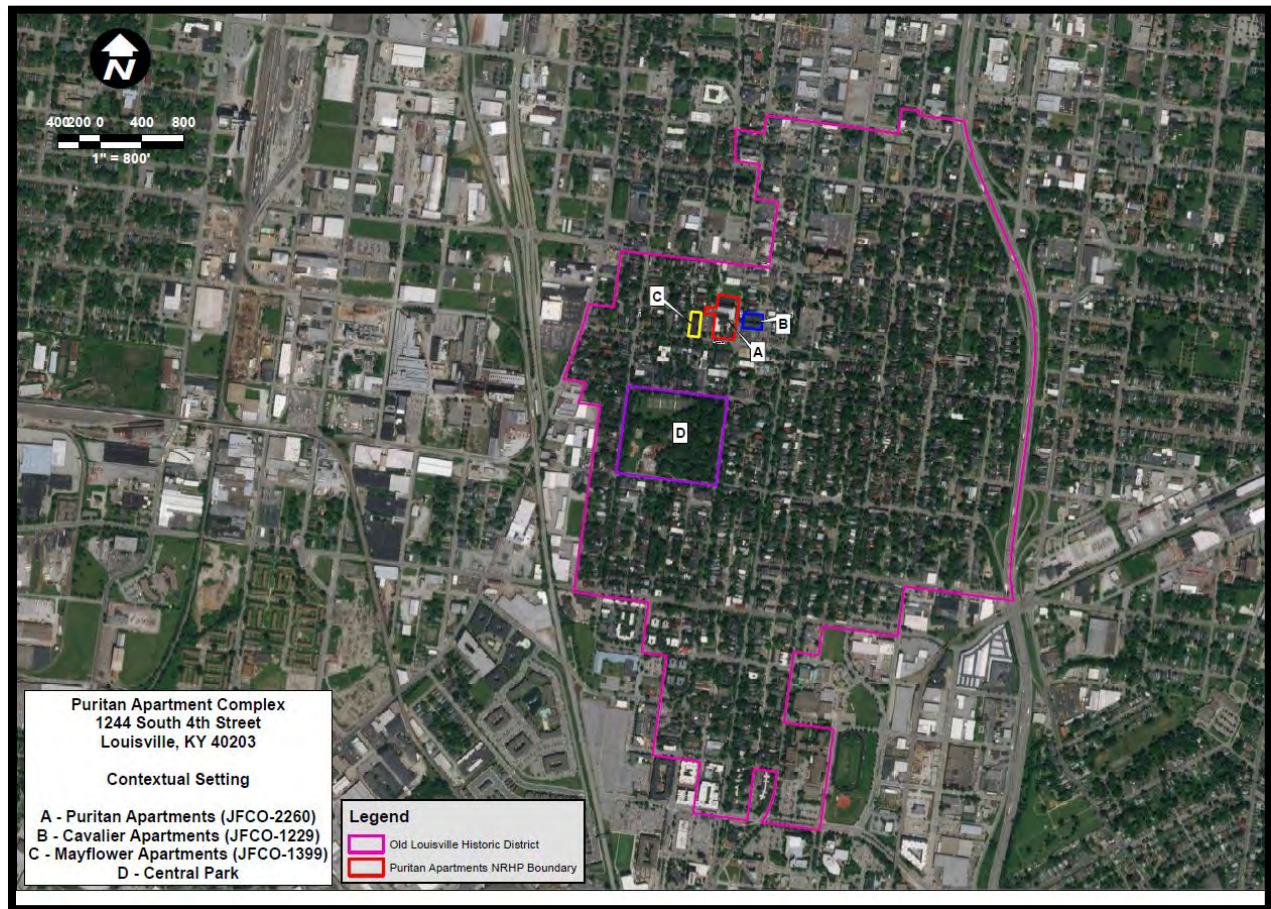 N
400 200 0 400 800
1" = 800'
C
B
A
D
Puritan Apartment Complex
1244 South 4th Street
Louisville, KY 40203
Contextual Setting
A - Puritan Apartments (JFCO-2260)
B - Cavalier Apartments (JFCO-1229)
C - Mayflower Apartments (JFCO-1399)
D - Central Park
Legend
Old Louisville Historic District
Puritan Apartments NRHP Boundary